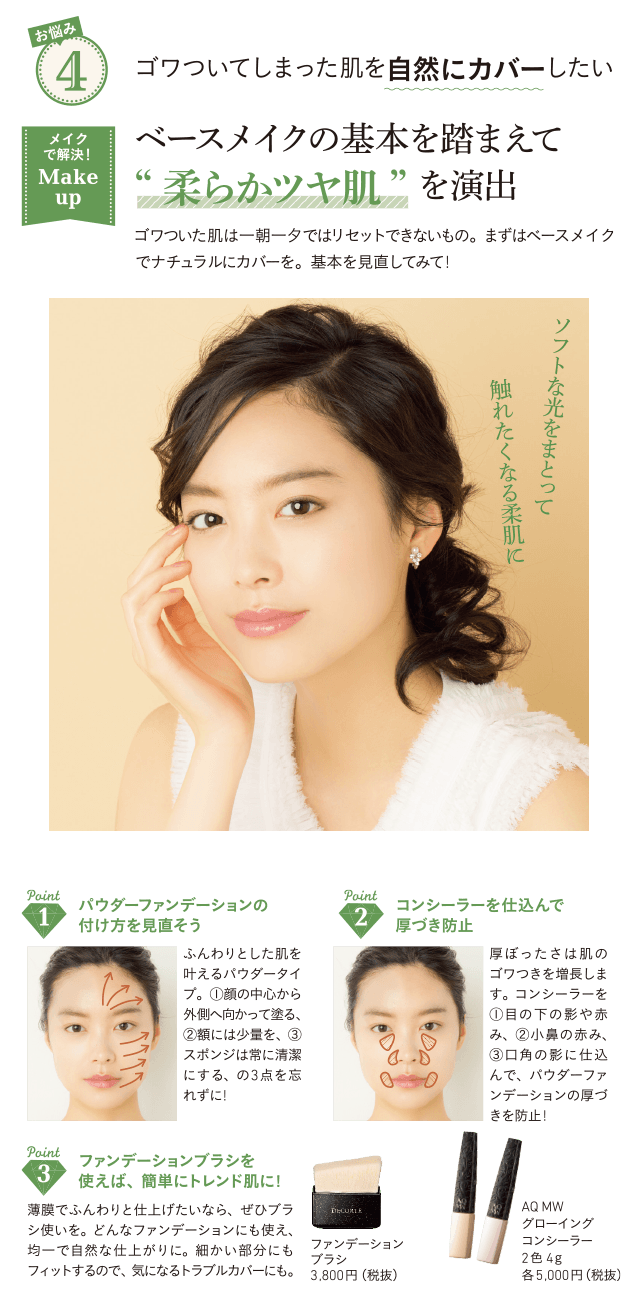 お悩み
4
ゴワついてしまった肌を自然にカバーしたい
メイク
で解決!
Make
up
ベースメイクの基本を踏まえて
“柔らかツヤ肌”を演出
ゴワついた肌は一朝一夕ではリセットできないもの。まずはベースメイク
でナチュラルにカバーを。基本を見直してみて!
ソフトな光をまとって
触れたくなる柔肌に
Point
1
パウダーファンデーションの
付け方を見直そう
ふんわりとした肌を
叶えるパウダータイ
プ。①顔の中心から
外側へ向かって塗る、
②額には少量を、③
スポンジは常に清潔
にする、の3点を忘
れずに!
Point
2
コンシーラーを仕込んで
厚づき防止
厚ぼったさは肌の
ゴワつきを増長しま
す。コンシーラーを
①目の下の影や赤
み、②小鼻の赤み、
③口角の影に仕込
んで、パウダーファ
ンデーションの厚づ
きを防止!
Point
3
ファンデーションブラシを
使えば、簡単にトレンド肌に!
薄膜でふんわりと仕上げたいなら、ぜひブラ
シ使いを。どんなファンデーションにも使え、
均一で自然な仕上がりに。細かい部分にも
フィットするので、気になるトラブルカバーにも。
DECORTÉ
ファンデーション
ブラシ
3,800円（税抜）
AQ
MW
AQ MW
グローイング
コンシーラー
2色 4g
各5,000円（税抜）